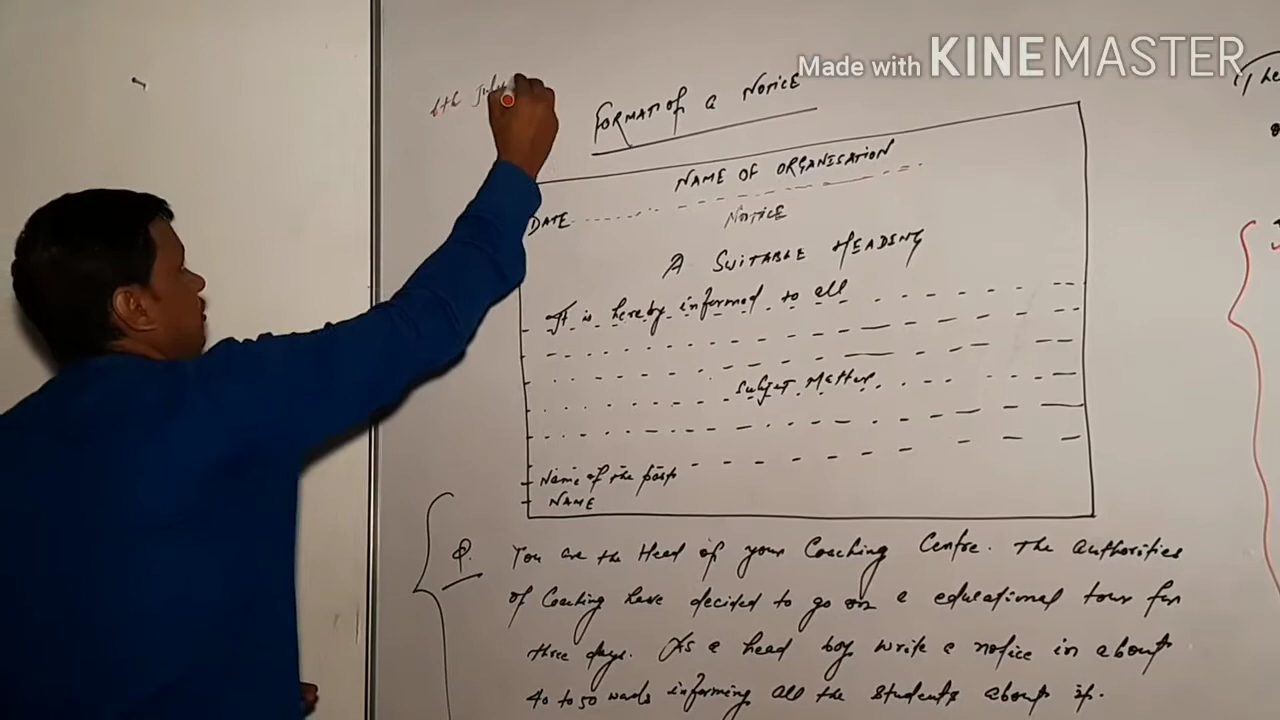 Made with KINEMASTER
6th July
FORMAT of a NOTICE
NAME OF ORGANISATION
DATE
NOTICE
A SUITABLE HEADING
It is hereby informed to all
Subject Matter
Name of the post
NAME
Q. You are the Head of your Coaching Centre. The authorities
of Coaching have decided to go on a educational tour for
three days. As a head boy write a notice in about
40 to 50 words informing all the students about it.